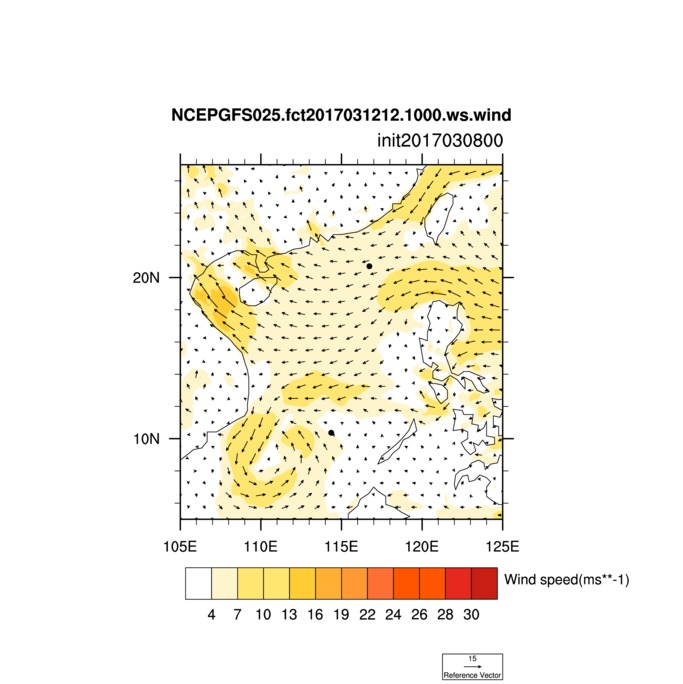 NCEPGFS025.fct2017031212.1000.ws.wind
init2017030800
20N
10N
105E 110E 115E 120E 125E
Wind speed(ms**-1)
4 7 10 13 16 19 22 24 26 28 30
15
Reference Vector